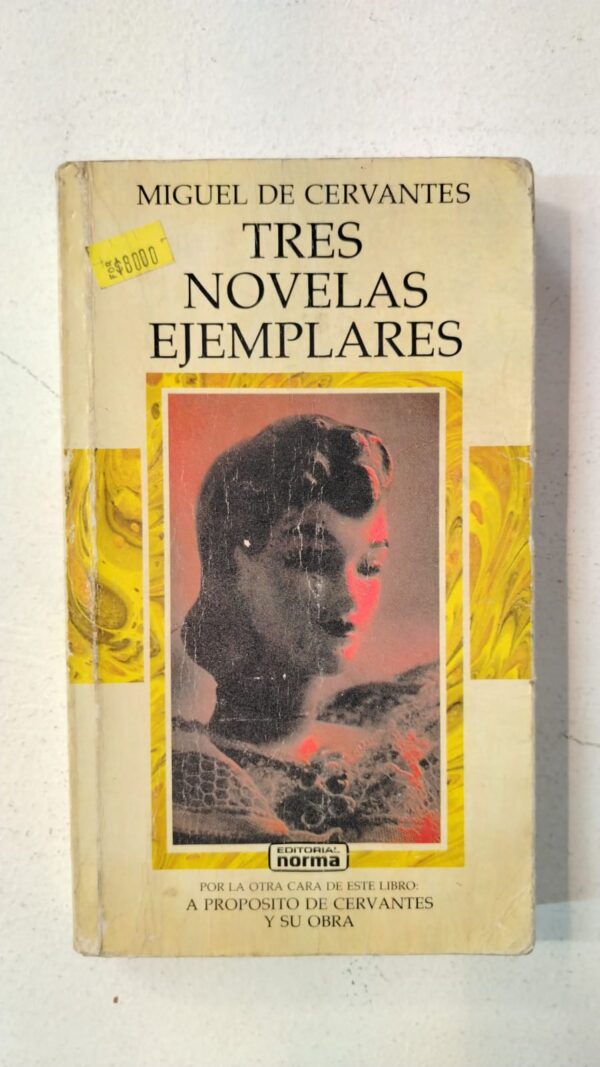 MIGUEL DE CERVANTES
TRES
NOVELAS
EJEMPLARES
$8000
EDITORIAL
norma
POR LA OTRA CARA DE ESTE LIBRO:
A PROPOSITO DE CERVANTES
Y SU OBRA